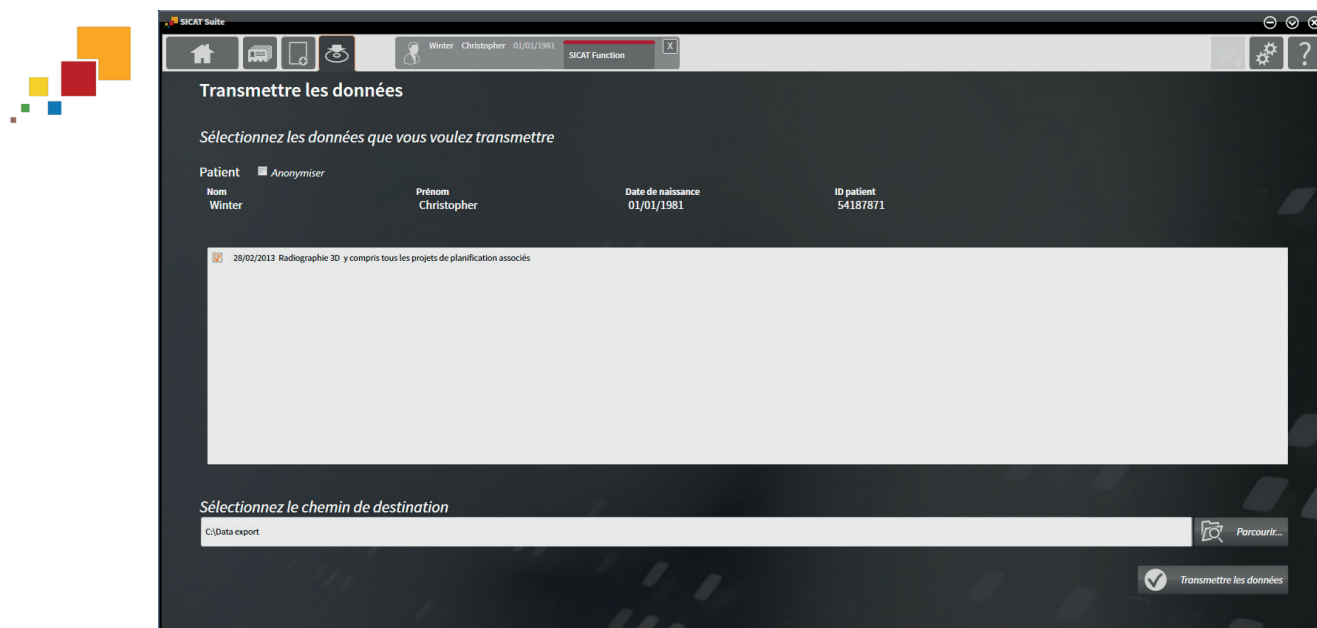 SICAT Suite
Winter Christopher 01/01/1981
SICAT Function
X
?
Transmettre les données
Sélectionnez les données que vous voulez transmettre
Patient Anonymiser
Nom Prénom Date de naissance ID patient
Winter Christopher 01/01/1981 54187871
28/02/2013 Radiographie 3D y compris tous les projets de planification associés
Sélectionnez le chemin de destination
C:\Data export
Parcourir...
Transmettre les données